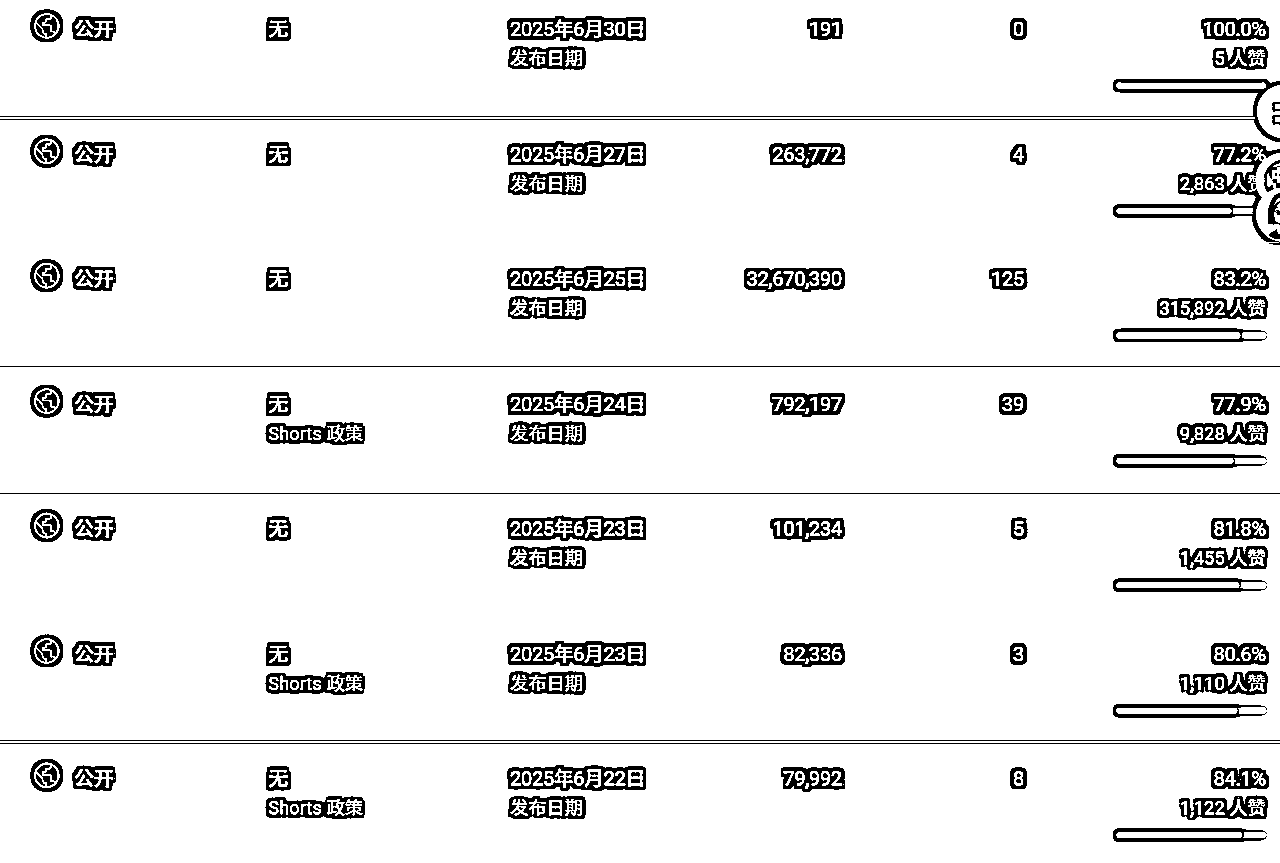 公开 无 2025年6月30日 191 0 100.0%
发布日期 5 人赞
公开 无 2025年6月27日 263,772 4 77.2%
发布日期 2,863 人赞
公开 无 2025年6月25日 32,670,390 125 83.2%
发布日期 315,892 人赞
公开 无 2025年6月24日 792,197 39 77.9%
Shorts 政策 发布日期 9,828 人赞
公开 无 2025年6月23日 101,234 5 81.8%
发布日期 1,455 人赞
公开 无 2025年6月23日 82,336 3 80.6%
Shorts 政策 发布日期 1,110 人赞
公开 无 2025年6月22日 79,992 8 84.1%
Shorts 政策 发布日期 1,122 人赞